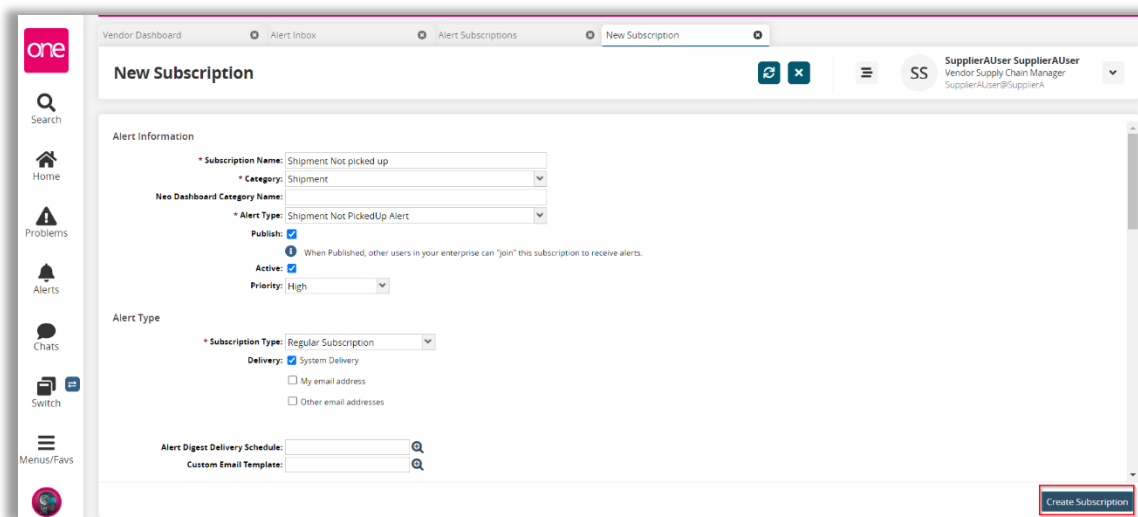 one
Vendor Dashboard
Alert Inbox
Alert Subscriptions
New Subscription
New Subscription
SS
SupplierAUser SupplierAUser
Vendor Supply Chain Manager
SupplierAUser@SupplierA
Search
Home
Problems
Alerts
Chats
Switch
Menus/Favs
Alert Information
* Subscription Name: Shipment Not picked up
* Category: Shipment
Neo Dashboard Category Name:
* Alert Type: Shipment Not PickedUp Alert
Publish:
When Published, other users in your enterprise can "join" this subscription to receive alerts.
Active:
Priority: High
Alert Type
* Subscription Type: Regular Subscription
Delivery: System Delivery
My email address
Other email addresses
Alert Digest Delivery Schedule:
Custom Email Template:
Create Subscription